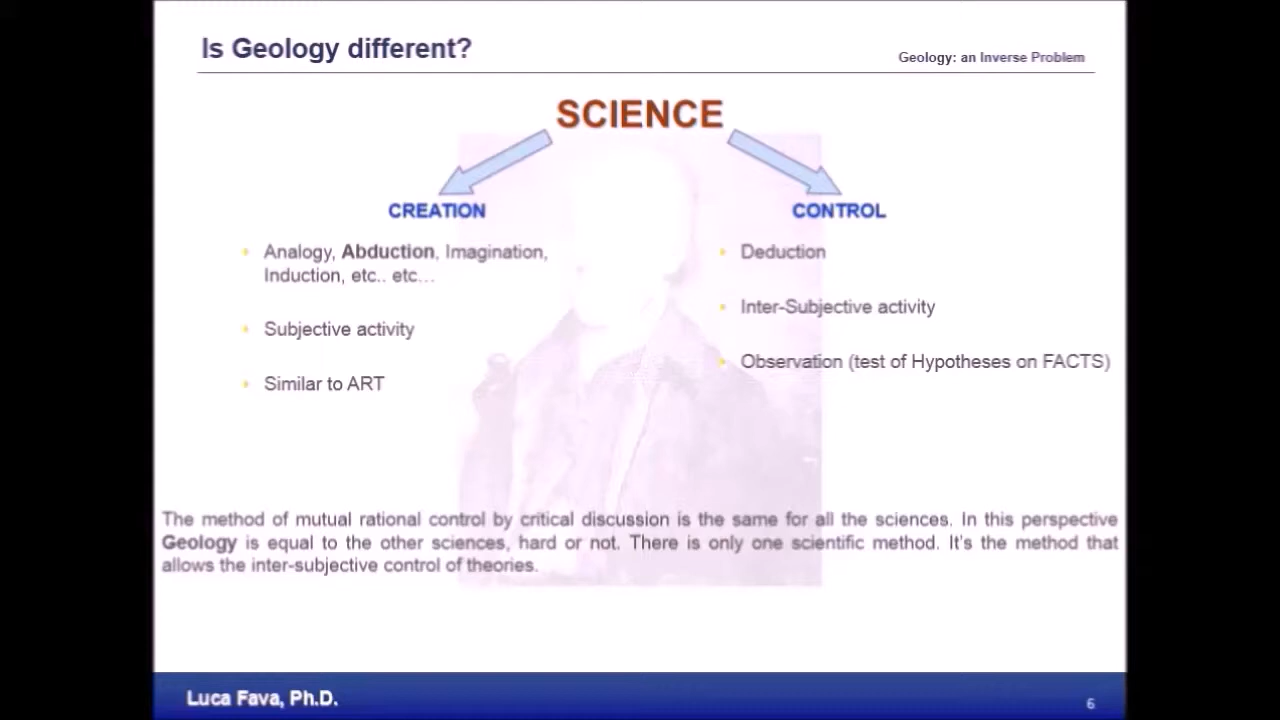 Is Geology different?
Geology: an Inverse Problem
SCIENCE
CREATION
CONTROL
Analogy, Abduction, Imagination,
Induction, etc.. etc...
Subjective activity
Similar to ART
Deduction
Inter-Subjective activity
Observation (test of Hypotheses on FACTS)
The method of mutual rational control by critical discussion is the same for all the sciences. In this perspective
Geology is equal to the other sciences, hard or not. There is only one scientific method. It's the method that
allows the inter-subjective control of theories.
Luca Fava, Ph.D.
6